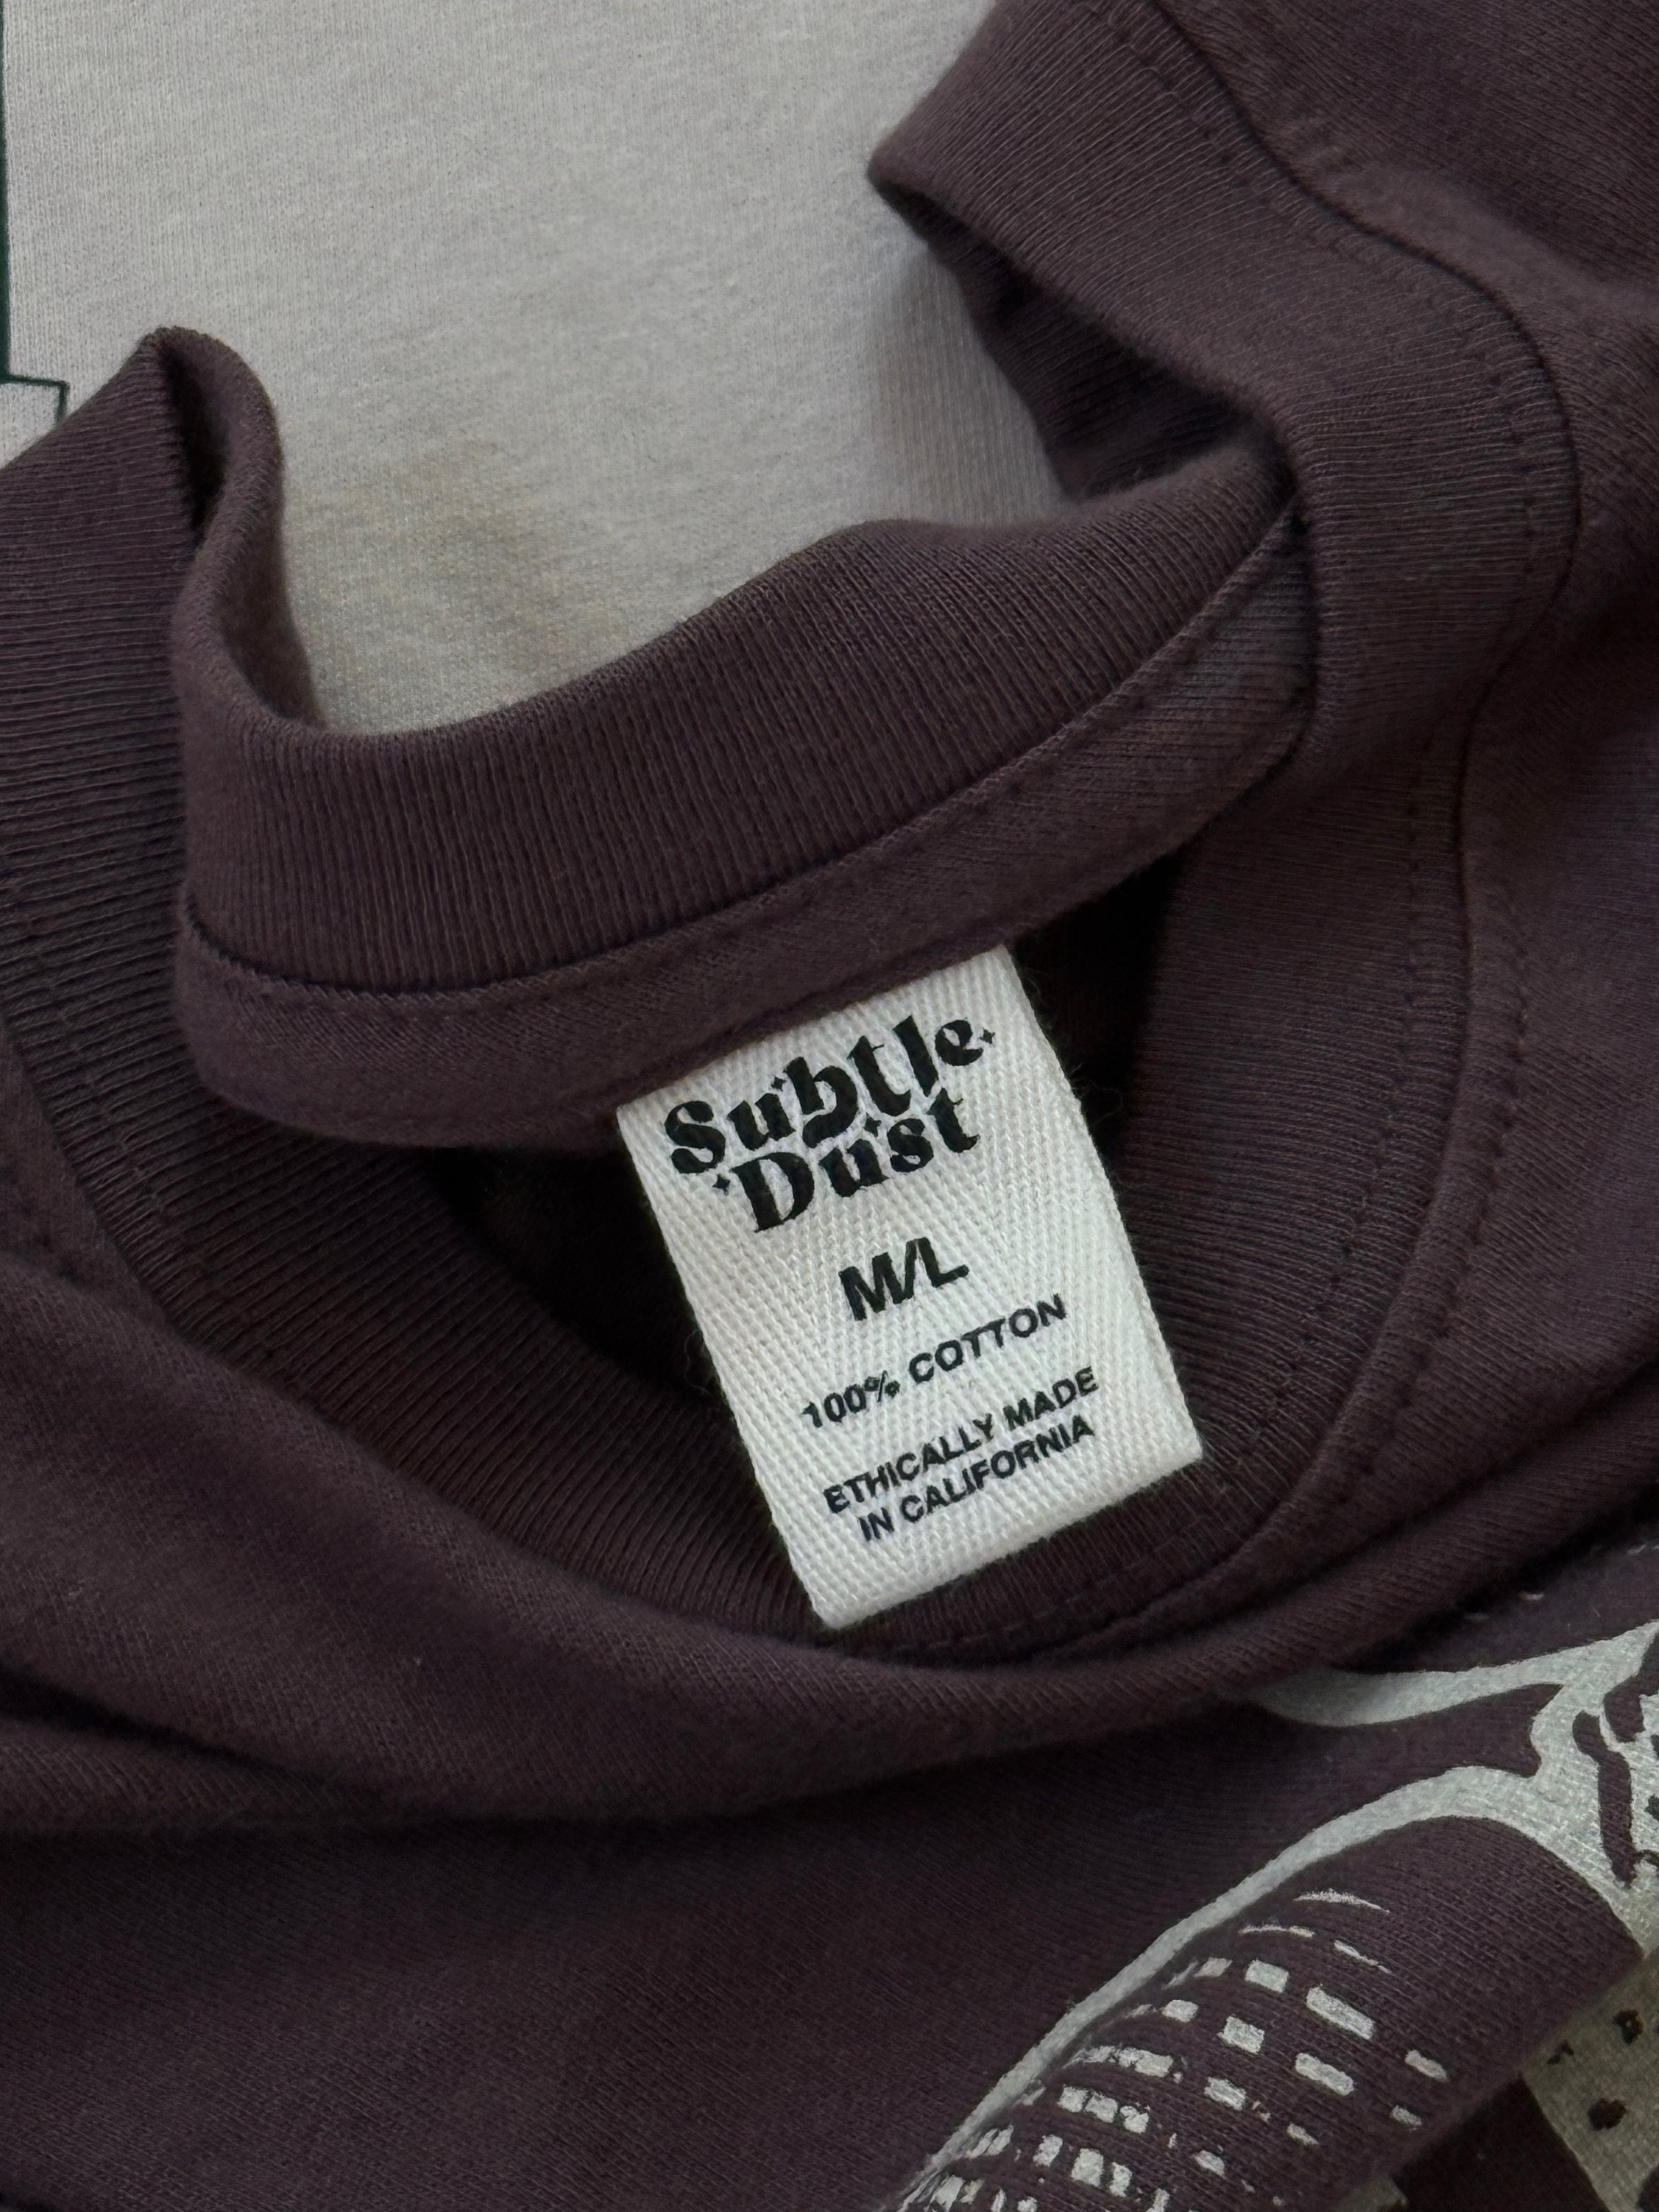 Subtle
Dust
M/L
100% COTTON
ETHICALLY MADE
IN CALIFORNIA